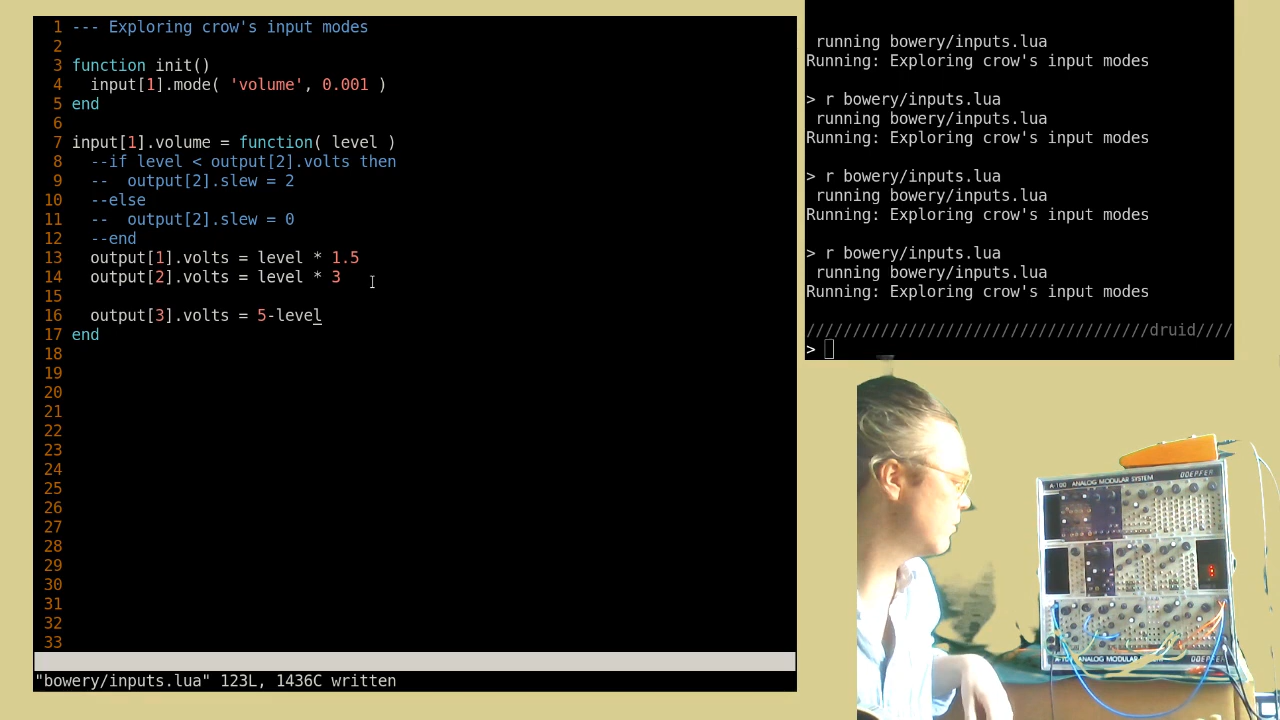 1 --- Exploring crow's input modes
2
3 function init()
4   input[1].mode( 'volume', 0.001 )
5 end
6
7 input[1].volume = function( level )
8   --if level < output[2].volts then
9   --  output[2].slew = 2
10   --else
11   --  output[2].slew = 0
12   --end
13   output[1].volts = level * 1.5
14   output[2].volts = level * 3
15
16   output[3].volts = 5-level
17 end
18
19
20
21
22
23
24
25
26
27
28
29
30
31
32
33
"bowery/inputs.lua" 123L, 1436C written
running bowery/inputs.lua
Running: Exploring crow's input modes
> r bowery/inputs.lua
running bowery/inputs.lua
Running: Exploring crow's input modes
> r bowery/inputs.lua
running bowery/inputs.lua
Running: Exploring crow's input modes
> r bowery/inputs.lua
running bowery/inputs.lua
Running: Exploring crow's input modes
/////////////////////////////////////druid////
>
A-100 ANALOG MODULAR SYSTEM DOEPFER
DOEPFER